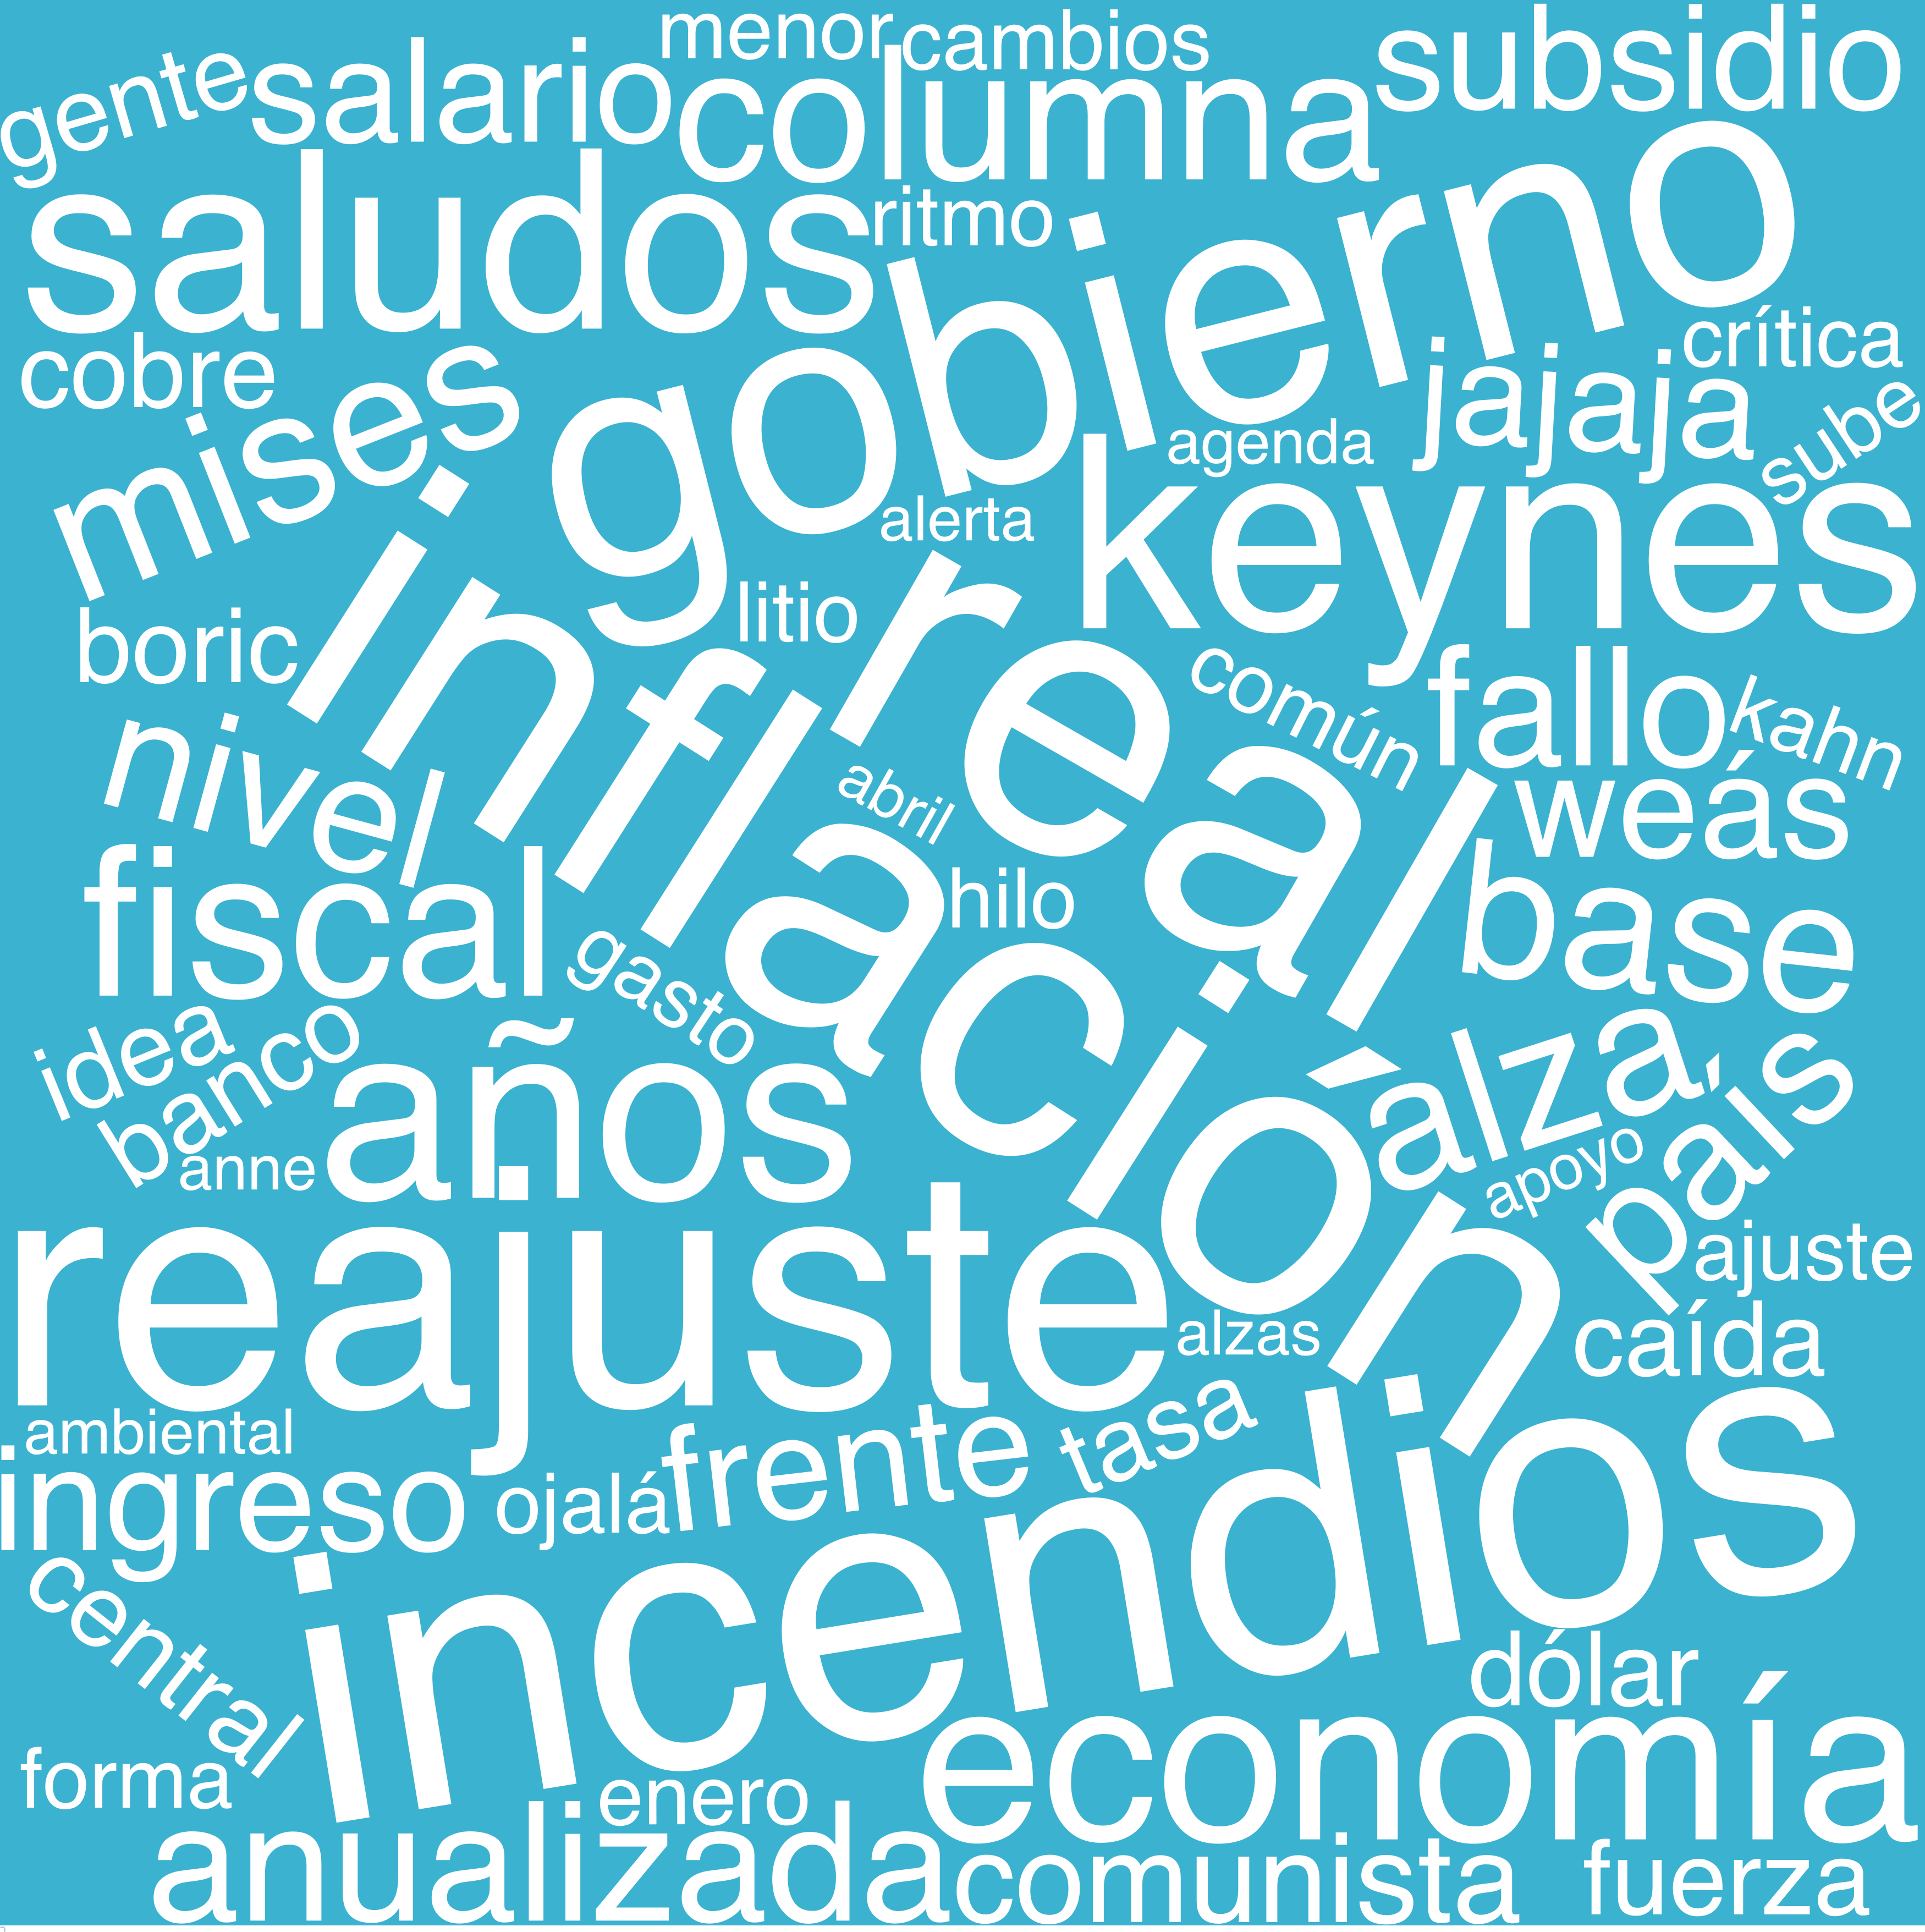 menor
cambios
subsidio
gente
salario
columna
saludos
ritmo
gobierno
crítica
cobre
mises
jajaja
agenda
sube
keynes
alerta
litio
boric
inflación
real
comíin
fallo
kahn
nivel
abrij
weás
fiscal
hilo
base
gasto
idea
banco
años
alza
país
anne
apoyo
reajuste
ajuste
alzas
caída
ambiental
tasa
frente
ingreso
ojalá
incendios
central
dólar
forma
enero
economía
anualizada
comunista
fuerza